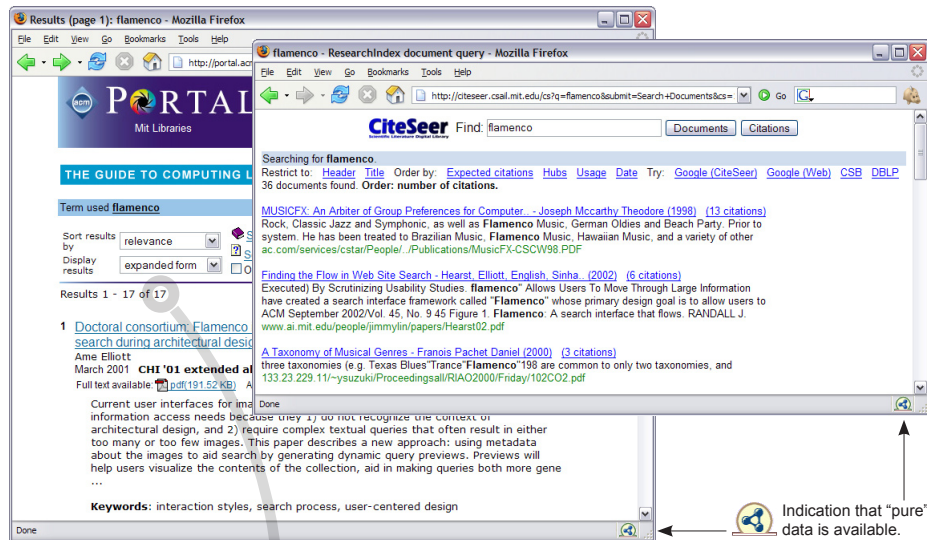 Results (page 1): flamenco - Mozilla Firefox
File Edit View Go Bookmarks Tools Help
http://portal.acr
acm PORTAL
Mit Libraries
THE GUIDE TO COMPUTING L
Term used flamenco
Sort results by relevance
Display results expanded form
Results 1 - 17 of 17
1 Doctoral consortium: Flamenco
search during architectural desig
Ame Elliott
March 2001 CHI '01 extended al
Full text available: pdf(191.52 KB) A
Current user interfaces for ima
information access needs because they 1) do not recognize the context of
architectural design, and 2) require complex textual queries that often result in either
too many or too few images. This paper describes a new approach: using metadata
about the images to aid search by generating dynamic query previews. Previews will
help users visualize the contents of the collection, aid in making queries both more gene
...
Keywords: interaction styles, search process, user-centered design
Done
flamenco - ResearchIndex document query - Mozilla Firefox
File Edit View Go Bookmarks Tools Help
http://citeseer.csail.mit.edu/cs?q=flamenco&submit=Search+Documents&cs= Go G
CiteSeer Find: flamenco Documents Citations
Scientific Literature Digital Library
Searching for flamenco.
Restrict to: Header Title Order by: Expected citations Hubs Usage Date Try: Google (CiteSeer) Google (Web) CSB DBLP
36 documents found. Order: number of citations.
MUSICFX: An Arbiter of Group Preferences for Computer.. - Joseph Mccarthy Theodore (1998) (13 citations)
Rock, Classic Jazz and Symphonic, as well as Flamenco Music, German Oldies and Beach Party. Prior to
system. He has been treated to Brazilian Music, Flamenco Music, Hawaiian Music, and a variety of other
ac.com/services/cstar/People/../Publications/MusicFX-CSCW98.PDF
Finding the Flow in Web Site Search - Hearst, Elliott, English, Sinha.. (2002) (6 citations)
Executed) By Scrutinizing Usability Studies. flamenco" Allows Users To Move Through Large Information
have created a search interface framework called "Flamenco" whose primary design goal is to allow users to
ACM September 2002/Vol. 45, No. 9 45 Figure 1. Flamenco: A search interface that flows. RANDALL J.
www.ai.mit.edu/people/jimmylin/papers/Hearst02.pdf
A Taxonomy of Musical Genres - Franois Pachet Daniel (2000) (3 citations)
three taxonomies (e.g. Texas Blues"Trance"Flamenco"198 are common to only two taxonomies, and
133.23.229.11/~ysuzuki/Proceedingsall/RIAO2000/Friday/102CO2.pdf
Done
Indication that "pure"
data is available.